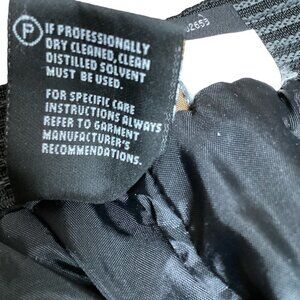 P
IF PROFESSIONALLY
DRY CLEANED, CLEAN
DISTILLED SOLVENT
MUST BE USED.
FOR SPECIFIC CARE
INSTRUCTIONS ALWAYS
REFER TO GARMENT
MANUFACTURER'S
RECOMMENDATIONS.